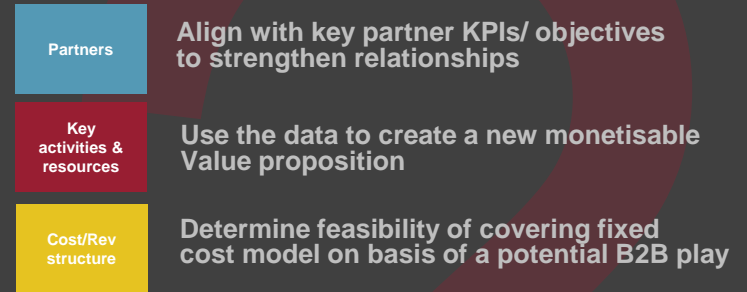 Partners
Align with key partner KPIs/ objectives
to strengthen relationships
Key
activities &
resources
Use the data to create a new monetisable
Value proposition
Cost/Rev
structure
Determine feasibility of covering fixed
cost model on basis of a potential B2B play